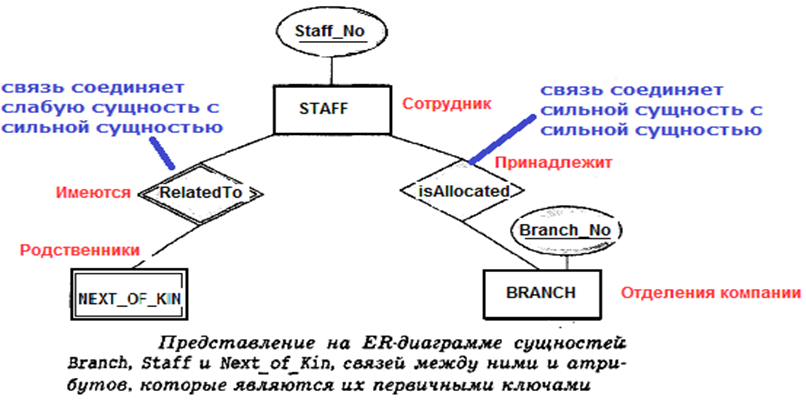 Staff_No
связь соединяет
слабую сущность с
сильной сущностью
STAFF
Сотрудник
связь соединяет
сильной сущность с
сильной сущностью
Принадлежит
Имеются
RelatedTo
isAllocated
Родственники
Branch_No
NEXT_OF_KIN
BRANCH
Отделения компании
Представление на ER-диаграмме сущностей
Branch, Staff и Next_of_Kin, связей между ними и атри-
бутов, которые являются их первичными ключами